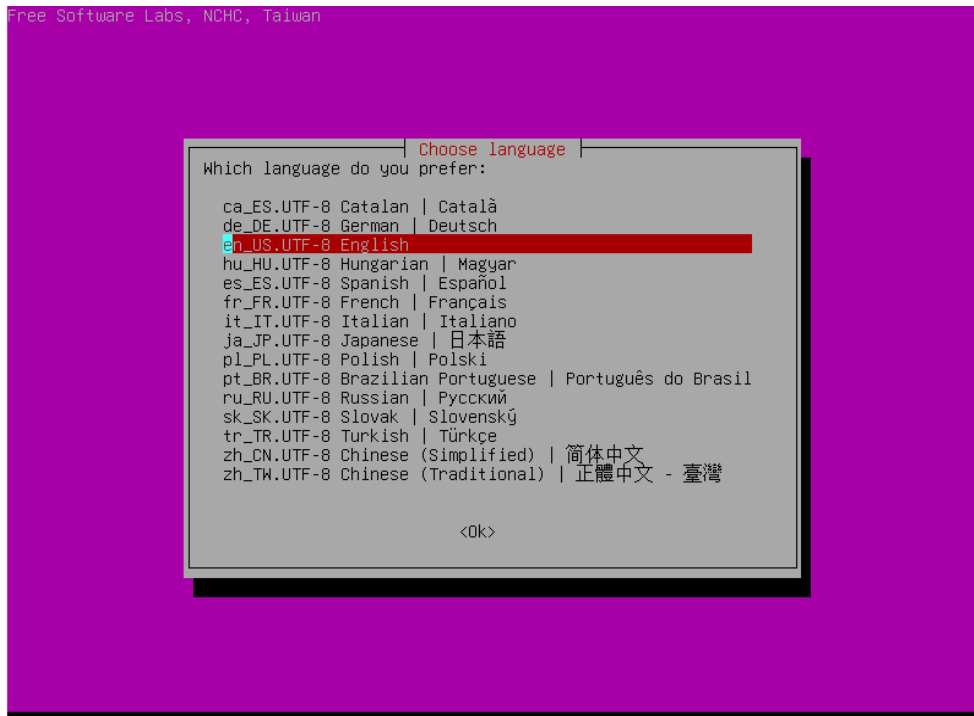 Free Software Labs, NCHC, Taiwan
Choose language
Which language do you prefer:
ca_ES.UTF-8 Catalan | Català
de_DE.UTF-8 German | Deutsch
en_US.UTF-8 English
hu_HU.UTF-8 Hungarian | Magyar
es_ES.UTF-8 Spanish | Español
fr_FR.UTF-8 French | Français
it_IT.UTF-8 Italian | Italiano
ja_JP.UTF-8 Japanese | 日本語
pl_PL.UTF-8 Polish | Polski
pt_BR.UTF-8 Brazilian Portuguese | Português do Brasil
ru_RU.UTF-8 Russian | Русский
sk_SK.UTF-8 Slovak | Slovenský
tr_TR.UTF-8 Turkish | Türkçe
zh_CN.UTF-8 Chinese (Simplified) | 简体中文
zh_TW.UTF-8 Chinese (Traditional) | 正體中文 - 臺灣
<Ok>